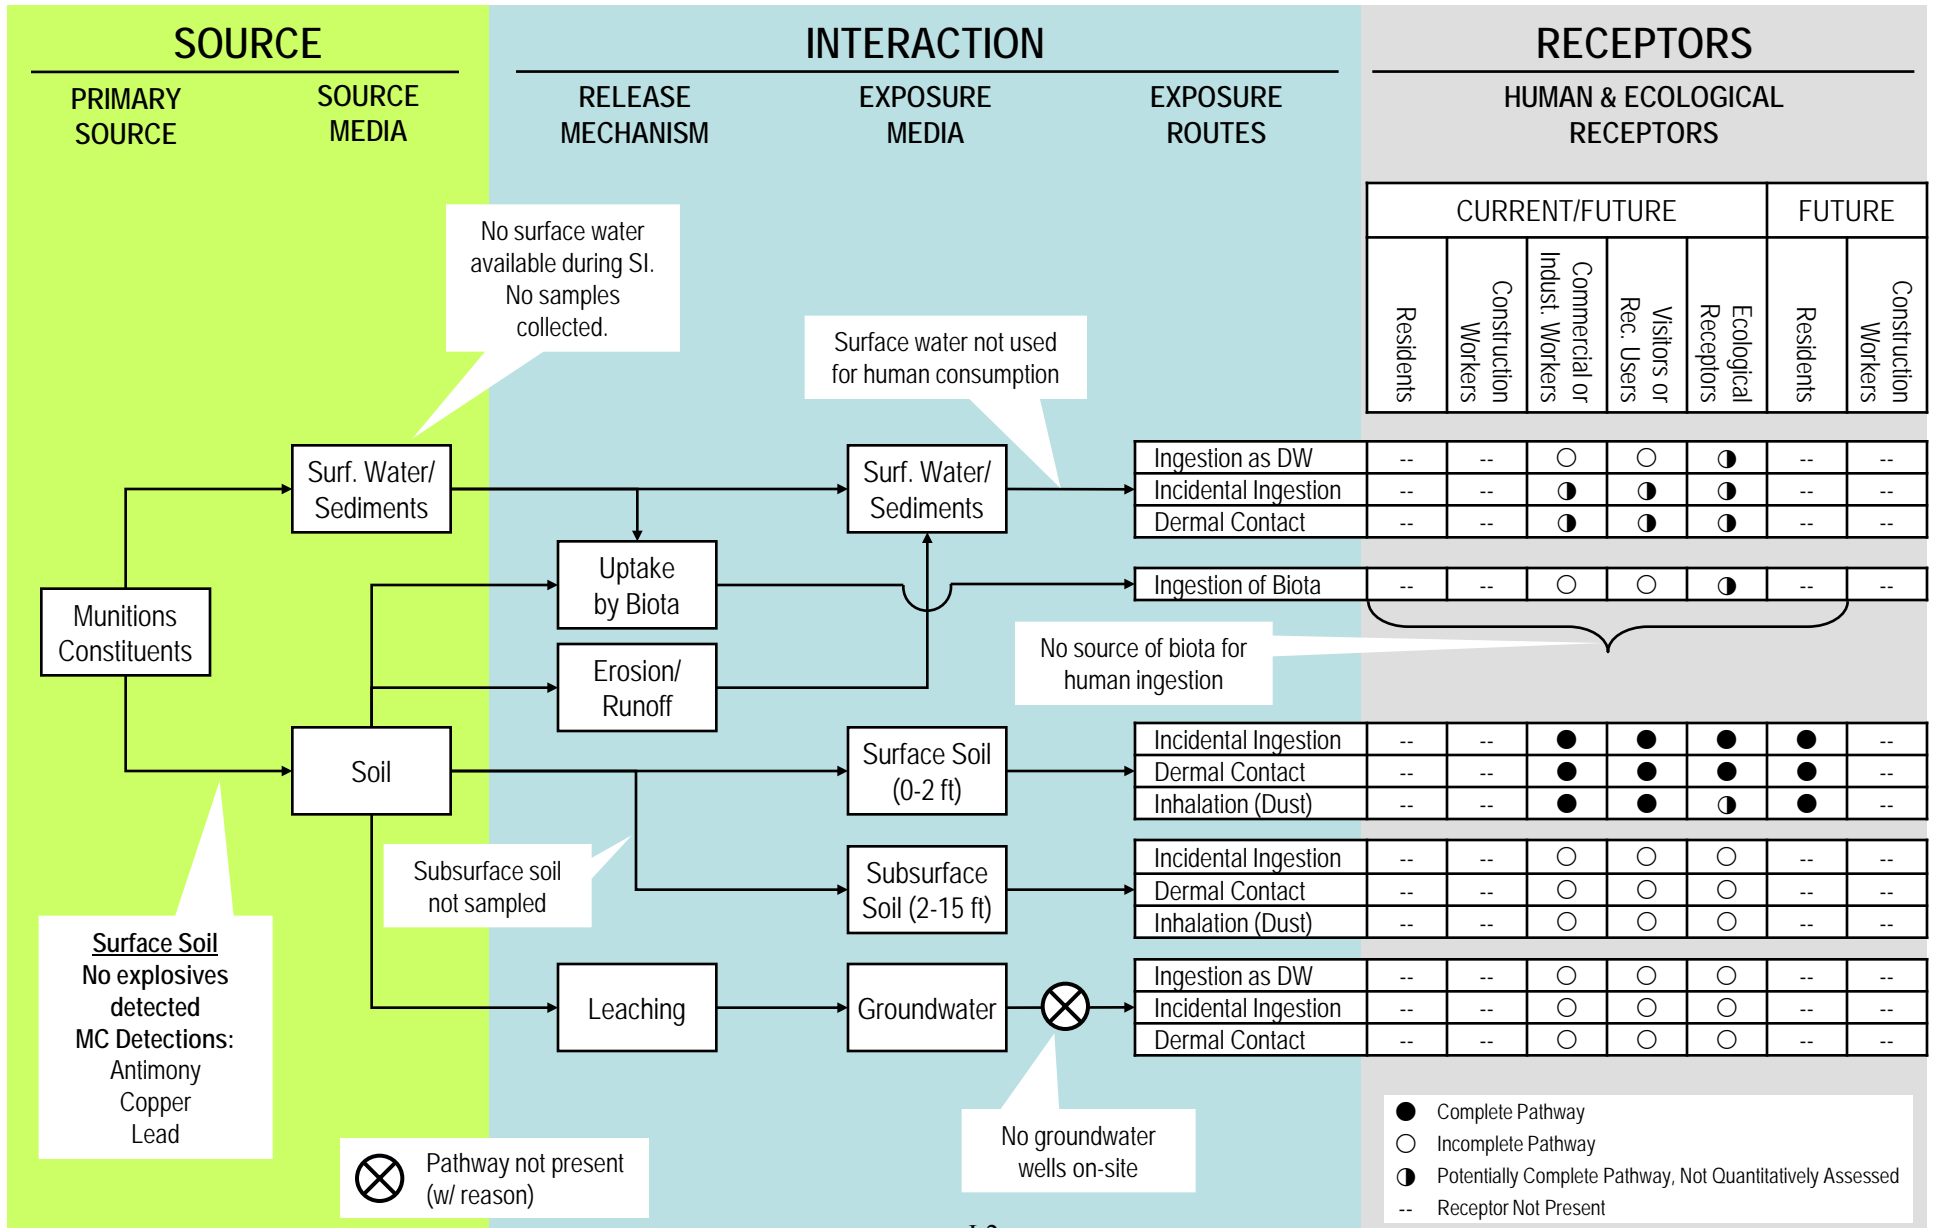 SOURCE
INTERACTION
RECEPTORS
PRIMARY
SOURCE
SOURCE
MEDIA
RELEASE
MECHANISM
EXPOSURE
MEDIA
EXPOSURE
ROUTES
HUMAN & ECOLOGICAL
RECEPTORS
CURRENT/FUTURE
FUTURE
Residents
Construction
Workers
Commercial or
Indust. Workers
Visitors or
Rec. Users
Ecological
Receptors
Residents
Construction
Workers
No surface water
available during SI.
No samples
collected.
Surface water not used
for human consumption
Surf. Water/
Sediments
Surf. Water/
Sediments
Ingestion as DW -- -- ○ ○ ◑ -- --
Incidental Ingestion -- -- ◑ ◑ ◑ -- --
Dermal Contact -- -- ◑ ◑ ◑ -- --
Uptake
by Biota
Ingestion of Biota -- -- ○ ○ ◑ -- --
Munitions
Constituents
No source of biota for
human ingestion
Erosion/
Runoff
Soil
Surface Soil
(0-2 ft)
Incidental Ingestion -- -- ● ● ● ● --
Dermal Contact -- -- ● ● ● ● --
Inhalation (Dust) -- -- ● ● ◑ ● --
Subsurface soil
not sampled
Subsurface
Soil (2-15 ft)
Incidental Ingestion -- -- ○ ○ ○ -- --
Dermal Contact -- -- ○ ○ ○ -- --
Inhalation (Dust) -- -- ○ ○ ○ -- --
Surface Soil
No explosives
detected
MC Detections:
Antimony
Copper
Lead
Leaching
Groundwater
Ingestion as DW -- -- ○ ○ ○ -- --
Incidental Ingestion -- -- ○ ○ ○ -- --
Dermal Contact -- -- ○ ○ ○ -- --
No groundwater
wells on-site
Pathway not present
(w/ reason)
● Complete Pathway
○ Incomplete Pathway
◑ Potentially Complete Pathway, Not Quantitatively Assessed
-- Receptor Not Present